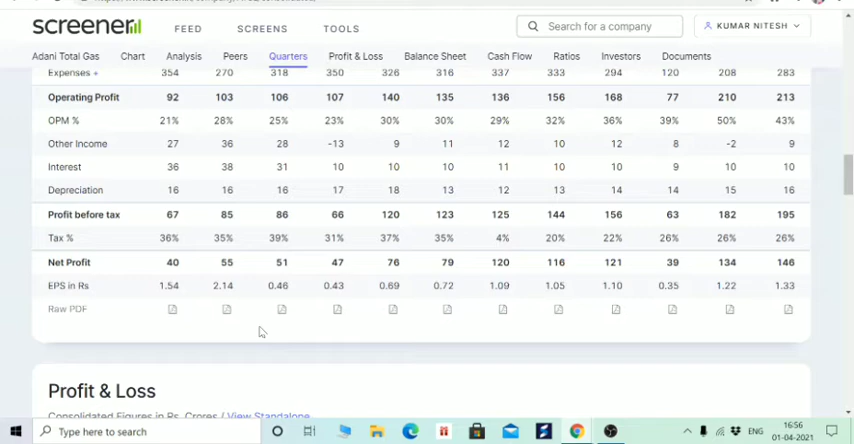 screener
FEED SCREENS TOOLS
Search for a company
KUMAR NITESH
Adani Total Gas Chart Analysis Peers Quarters Profit & Loss Balance Sheet Cash Flow Ratios Investors Documents
Expenses + 354 270 318 350 326 316 337 333 294 120 208 283
Operating Profit 92 103 106 107 140 135 136 156 168 77 210 213
OPM % 21% 28% 25% 23% 30% 30% 29% 32% 36% 39% 50% 43%
Other Income 27 36 28 -13 9 11 12 10 12 8 -2 9
Interest 36 38 31 10 10 10 11 10 10 9 10 10
Depreciation 16 16 16 17 18 13 12 13 14 14 15 16
Profit before tax 67 85 86 66 120 123 125 144 156 63 182 195
Tax % 36% 35% 39% 31% 37% 35% 4% 20% 22% 26% 26% 26%
Net Profit 40 55 51 47 76 79 120 116 121 39 134 146
EPS in Rs 1.54 2.14 0.46 0.43 0.69 0.72 1.09 1.05 1.10 0.35 1.22 1.33
Raw PDF
Profit & Loss
Consolidated Figures in Rs. Crores / View Standalone
Type here to search
ENG
16:56
01-04-2021